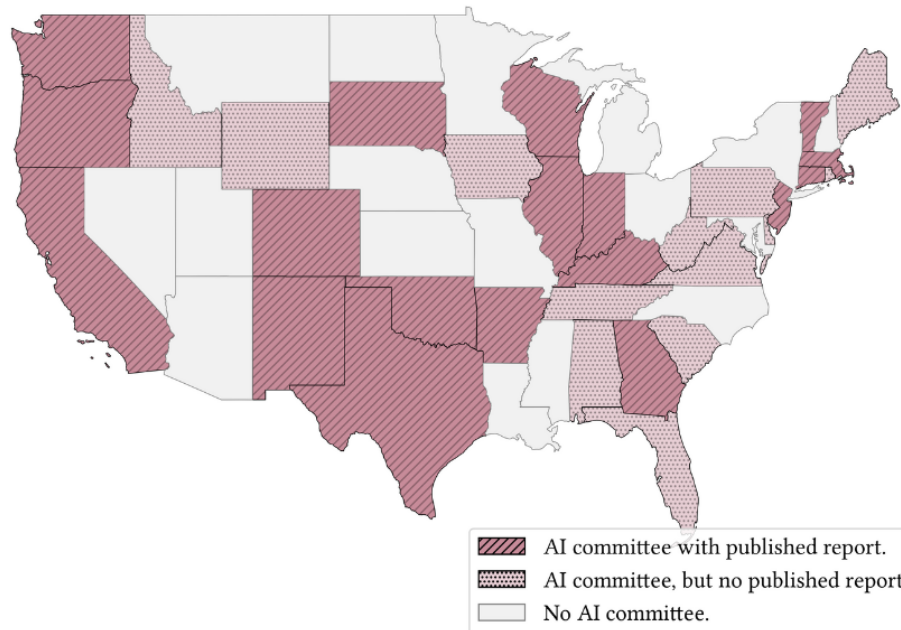 AI committee with published report.
AI committee, but no published report
No AI committee.